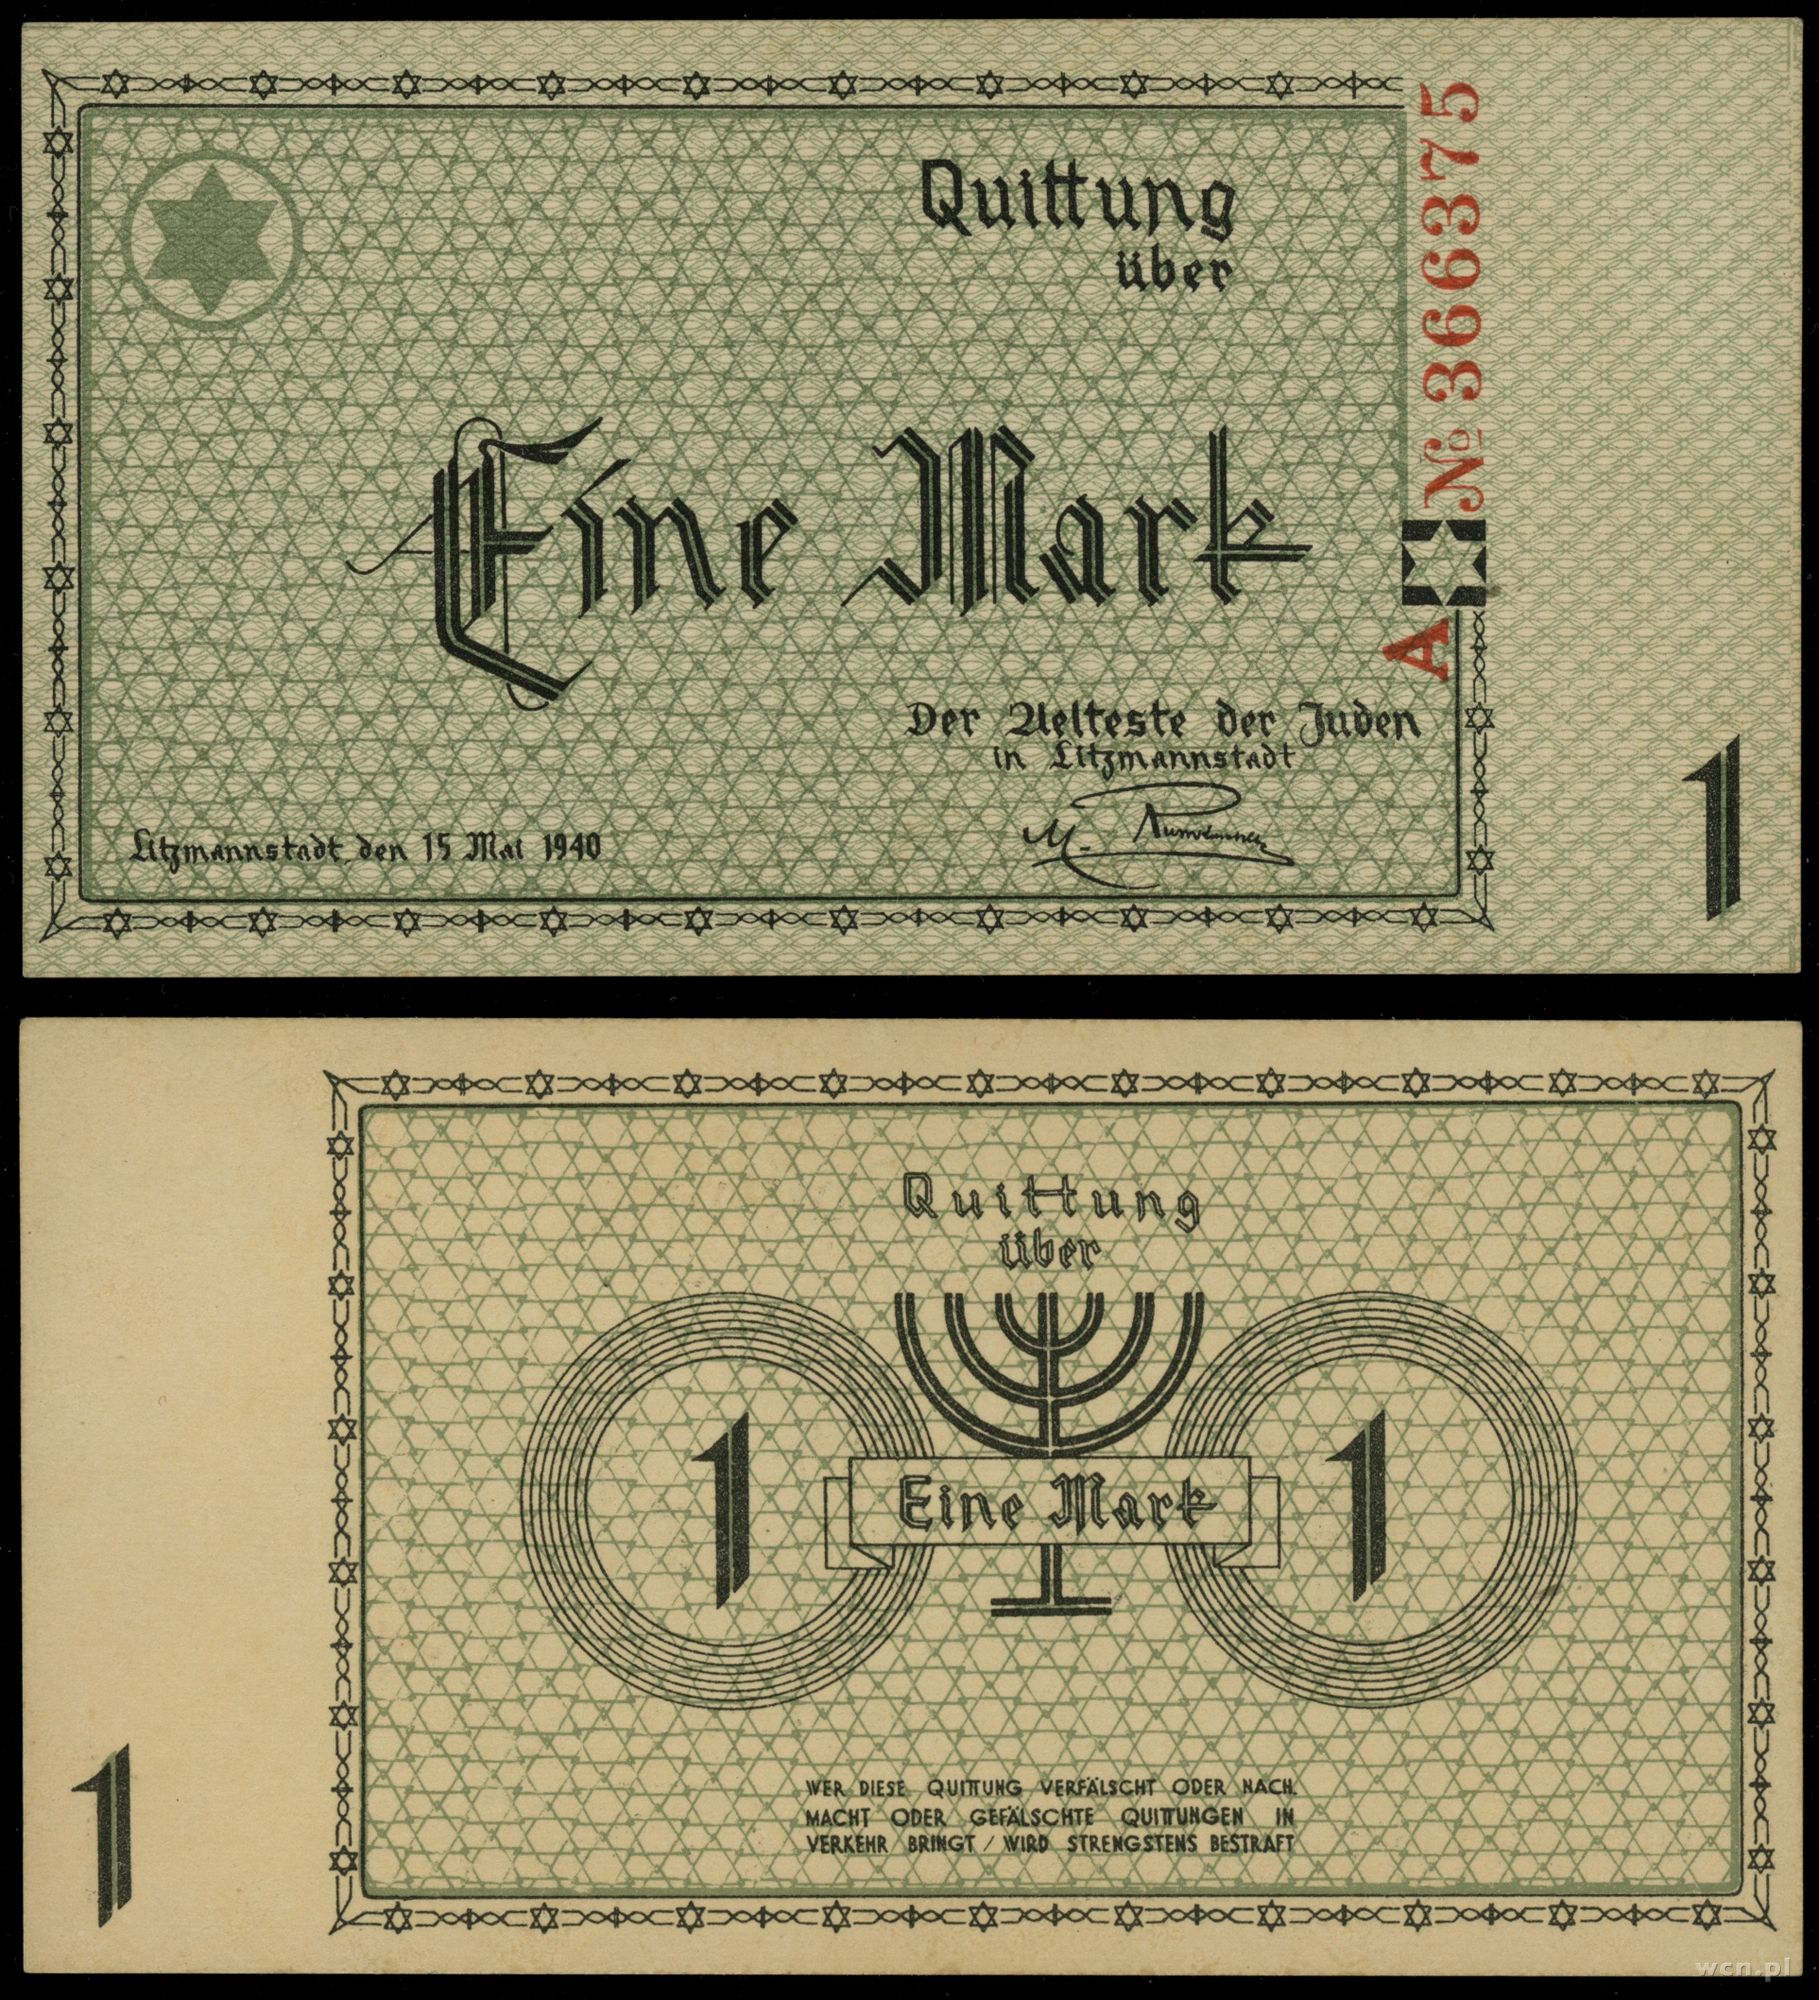 Quittung
über
Eine Mark
A № 366375
Der Aelteste der Juden
in Litzmannstadt
Litzmannstadt, den 15 Mai 1940
M. Rumkowski
1
Quittung
über
1 Eine Mark 1
WER DIESE QUITTUNG VERFÄLSCHT ODER NACH.
MACHT ODER GEFÄLSCHTE QUITTUNGEN IN
VERKEHR BRINGT / WIRD STRENGSTENS BESTRAFT
1
wcn.pl